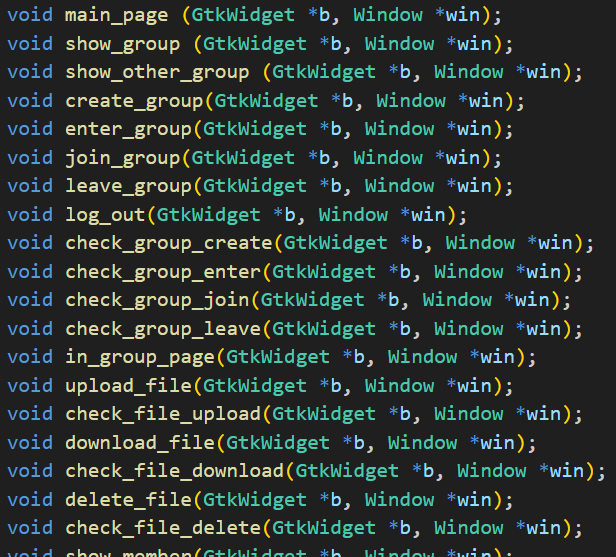 void main_page (GtkWidget *b, Window *win);
void show_group (GtkWidget *b, Window *win);
void show_other_group (GtkWidget *b, Window *win);
void create_group(GtkWidget *b, Window *win);
void enter_group(GtkWidget *b, Window *win);
void join_group(GtkWidget *b, Window *win);
void leave_group(GtkWidget *b, Window *win);
void log_out(GtkWidget *b, Window *win);
void check_group_create(GtkWidget *b, Window *win);
void check_group_enter(GtkWidget *b, Window *win);
void check_group_join(GtkWidget *b, Window *win);
void check_group_leave(GtkWidget *b, Window *win);
void in_group_page(GtkWidget *b, Window *win);
void upload_file(GtkWidget *b, Window *win);
void check_file_upload(GtkWidget *b, Window *win);
void download_file(GtkWidget *b, Window *win);
void check_file_download(GtkWidget *b, Window *win);
void delete_file(GtkWidget *b, Window *win);
void check_file_delete(GtkWidget *b, Window *win);
void show_member(GtkWidget *b, Window *win);